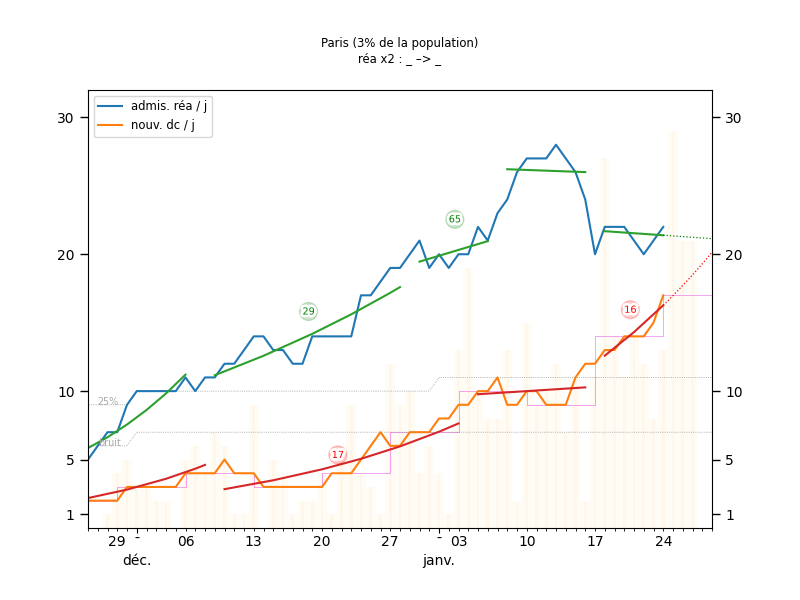 Paris (3% de la population)
réa x2 : _ –> _
admis. réa / j
nouv. dc / j
30 30
65
20 20
29
16
25%
10 10
bruit
17
5 5
1 1
29 - 06 13 20 27 - 03 10 17 24
déc. janv.